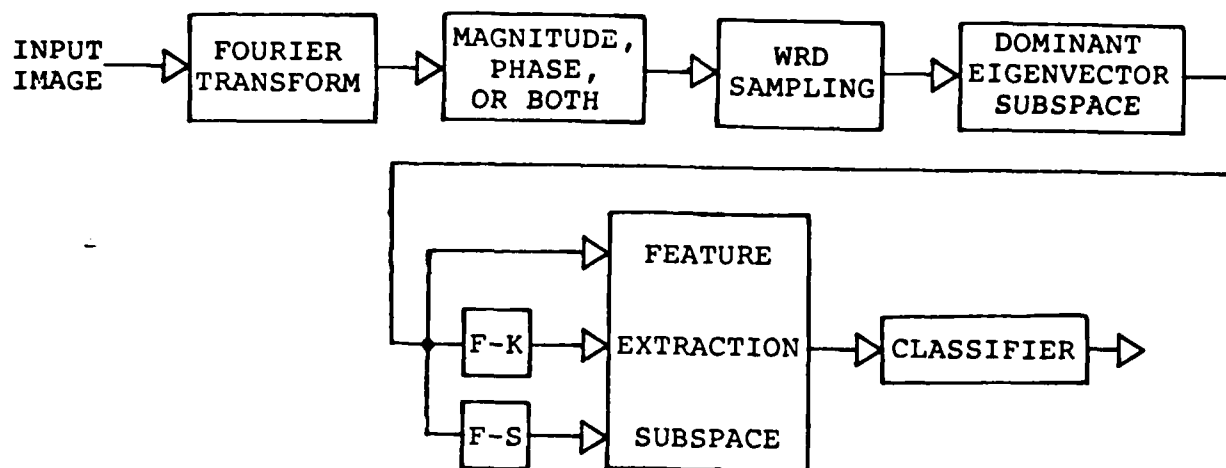 INPUT
IMAGE
FOURIER
TRANSFORM
MAGNITUDE,
PHASE,
OR BOTH
WRD
SAMPLING
DOMINANT
EIGENVECTOR
SUBSPACE
FEATURE
F-K
EXTRACTION
CLASSIFIER
F-S
SUBSPACE